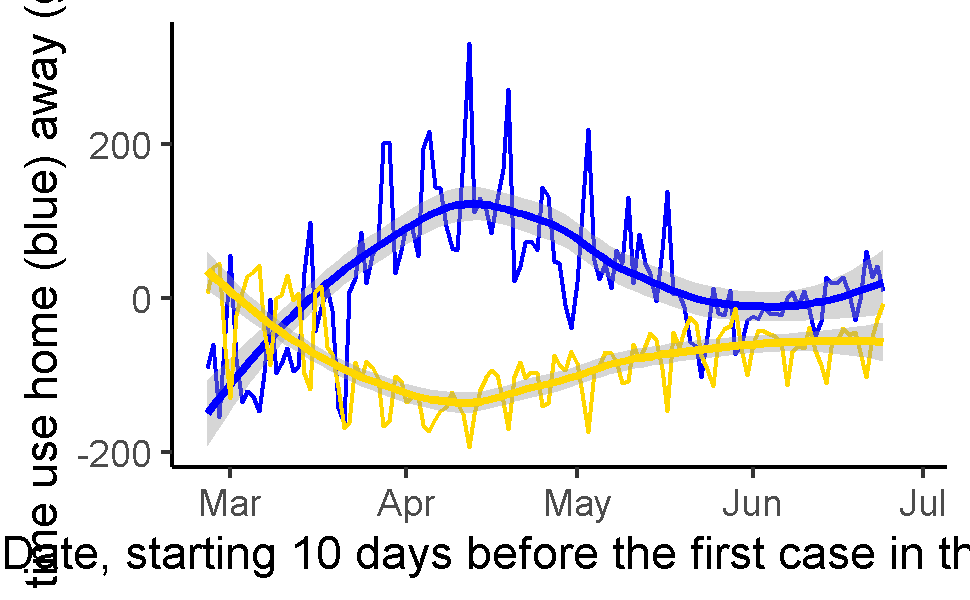 time use home (blue) away (
200
0
-200
Mar Apr May Jun Jul
Date, starting 10 days before the first case in th